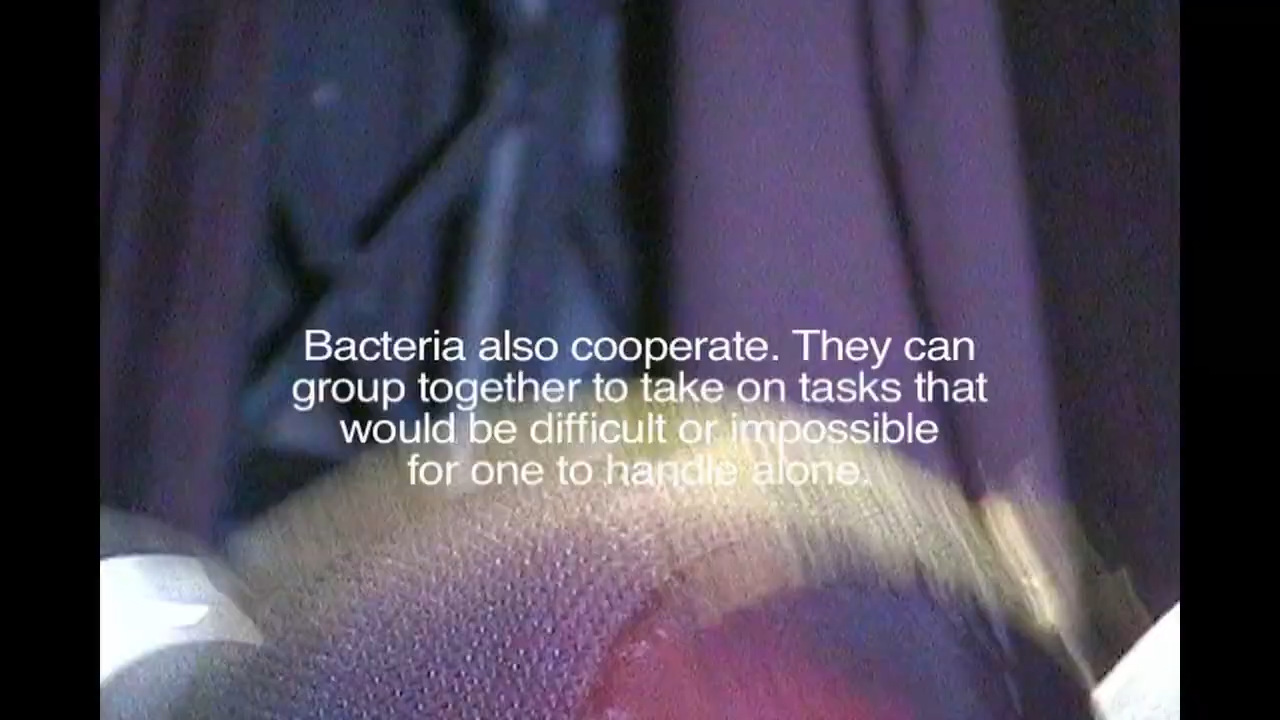 Bacteria also cooperate. They can
group together to take on tasks that
would be difficult or impossible
for one to handle alone.